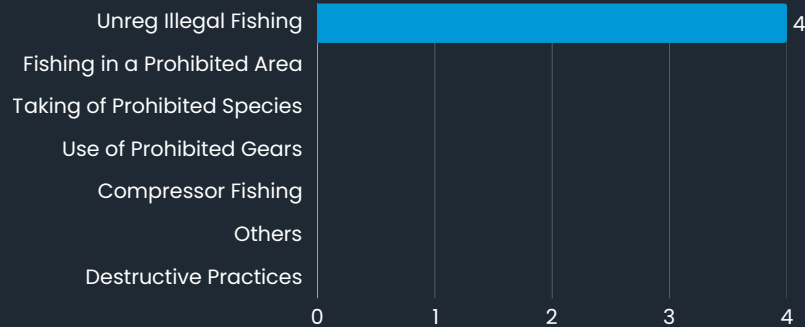 Unreg Illegal Fishing
4
Fishing in a Prohibited Area
Taking of Prohibited Species
Use of Prohibited Gears
Compressor Fishing
Others
Destructive Practices
0 1 2 3 4